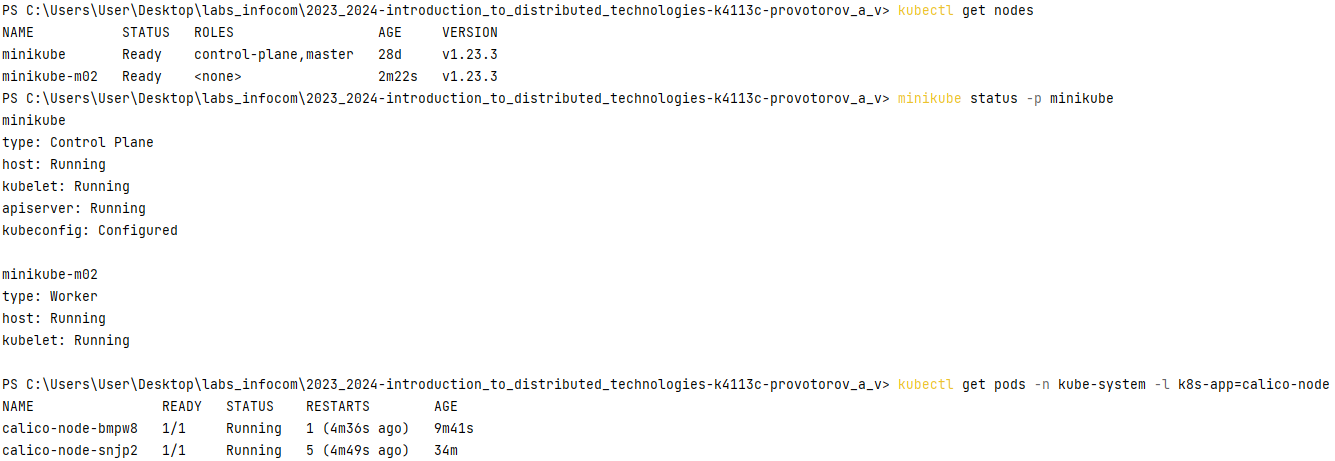 PS C:\Users\User\Desktop\labs_infocom\2023_2024-introduction_to_distributed_technologies-k4113c-provotorov_a_v> kubectl get nodes
NAME           STATUS   ROLES                  AGE     VERSION
minikube       Ready    control-plane,master   28d     v1.23.3
minikube-m02   Ready    <none>                 2m22s   v1.23.3
PS C:\Users\User\Desktop\labs_infocom\2023_2024-introduction_to_distributed_technologies-k4113c-provotorov_a_v> minikube status -p minikube
minikube
type: Control Plane
host: Running
kubelet: Running
apiserver: Running
kubeconfig: Configured

minikube-m02
type: Worker
host: Running
kubelet: Running

PS C:\Users\User\Desktop\labs_infocom\2023_2024-introduction_to_distributed_technologies-k4113c-provotorov_a_v> kubectl get pods -n kube-system -l k8s-app=calico-node
NAME                READY   STATUS    RESTARTS        AGE
calico-node-bmpw8   1/1     Running   1 (4m36s ago)   9m41s
calico-node-snjp2   1/1     Running   5 (4m49s ago)   34m